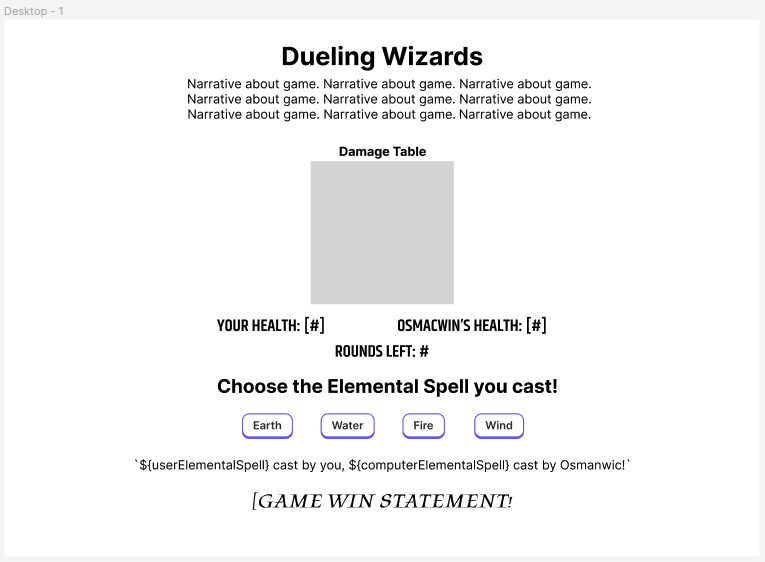 Desktop - 1
Dueling Wizards
Narrative about game. Narrative about game. Narrative about game.
Narrative about game. Narrative about game. Narrative about game.
Narrative about game. Narrative about game. Narrative about game.
Damage Table
YOUR HEALTH: [#] OSMACWIN'S HEALTH: [#]
ROUNDS LEFT: #
Choose the Elemental Spell you cast!
Earth Water Fire Wind
`${userElementalSpell} cast by you, ${computerElementalSpell} cast by Osmanwic!`
[GAME WIN STATEMENT!